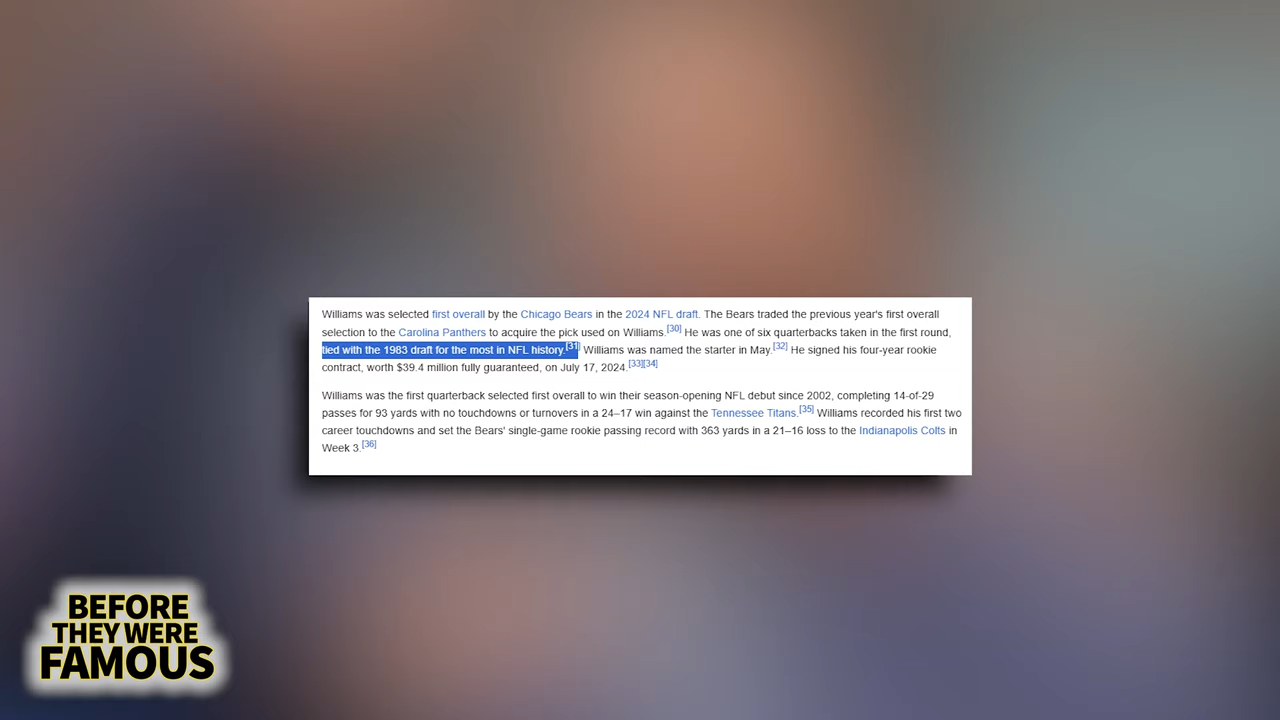 Williams was selected first overall by the Chicago Bears in the 2024 NFL draft. The Bears traded the previous year's first overall
selection to the Carolina Panthers to acquire the pick used on Williams.[30] He was one of six quarterbacks taken in the first round,
tied with the 1983 draft for the most in NFL history.[31] Williams was named the starter in May.[32] He signed his four-year rookie
contract, worth $39.4 million fully guaranteed, on July 17, 2024.[33][34]
Williams was the first quarterback selected first overall to win their season-opening NFL debut since 2002, completing 14-of-29
passes for 93 yards with no touchdowns or turnovers in a 24–17 win against the Tennessee Titans.[35] Williams recorded his first two
career touchdowns and set the Bears' single-game rookie passing record with 363 yards in a 21–16 loss to the Indianapolis Colts in
Week 3.[36]
BEFORE
THEY WERE
FAMOUS